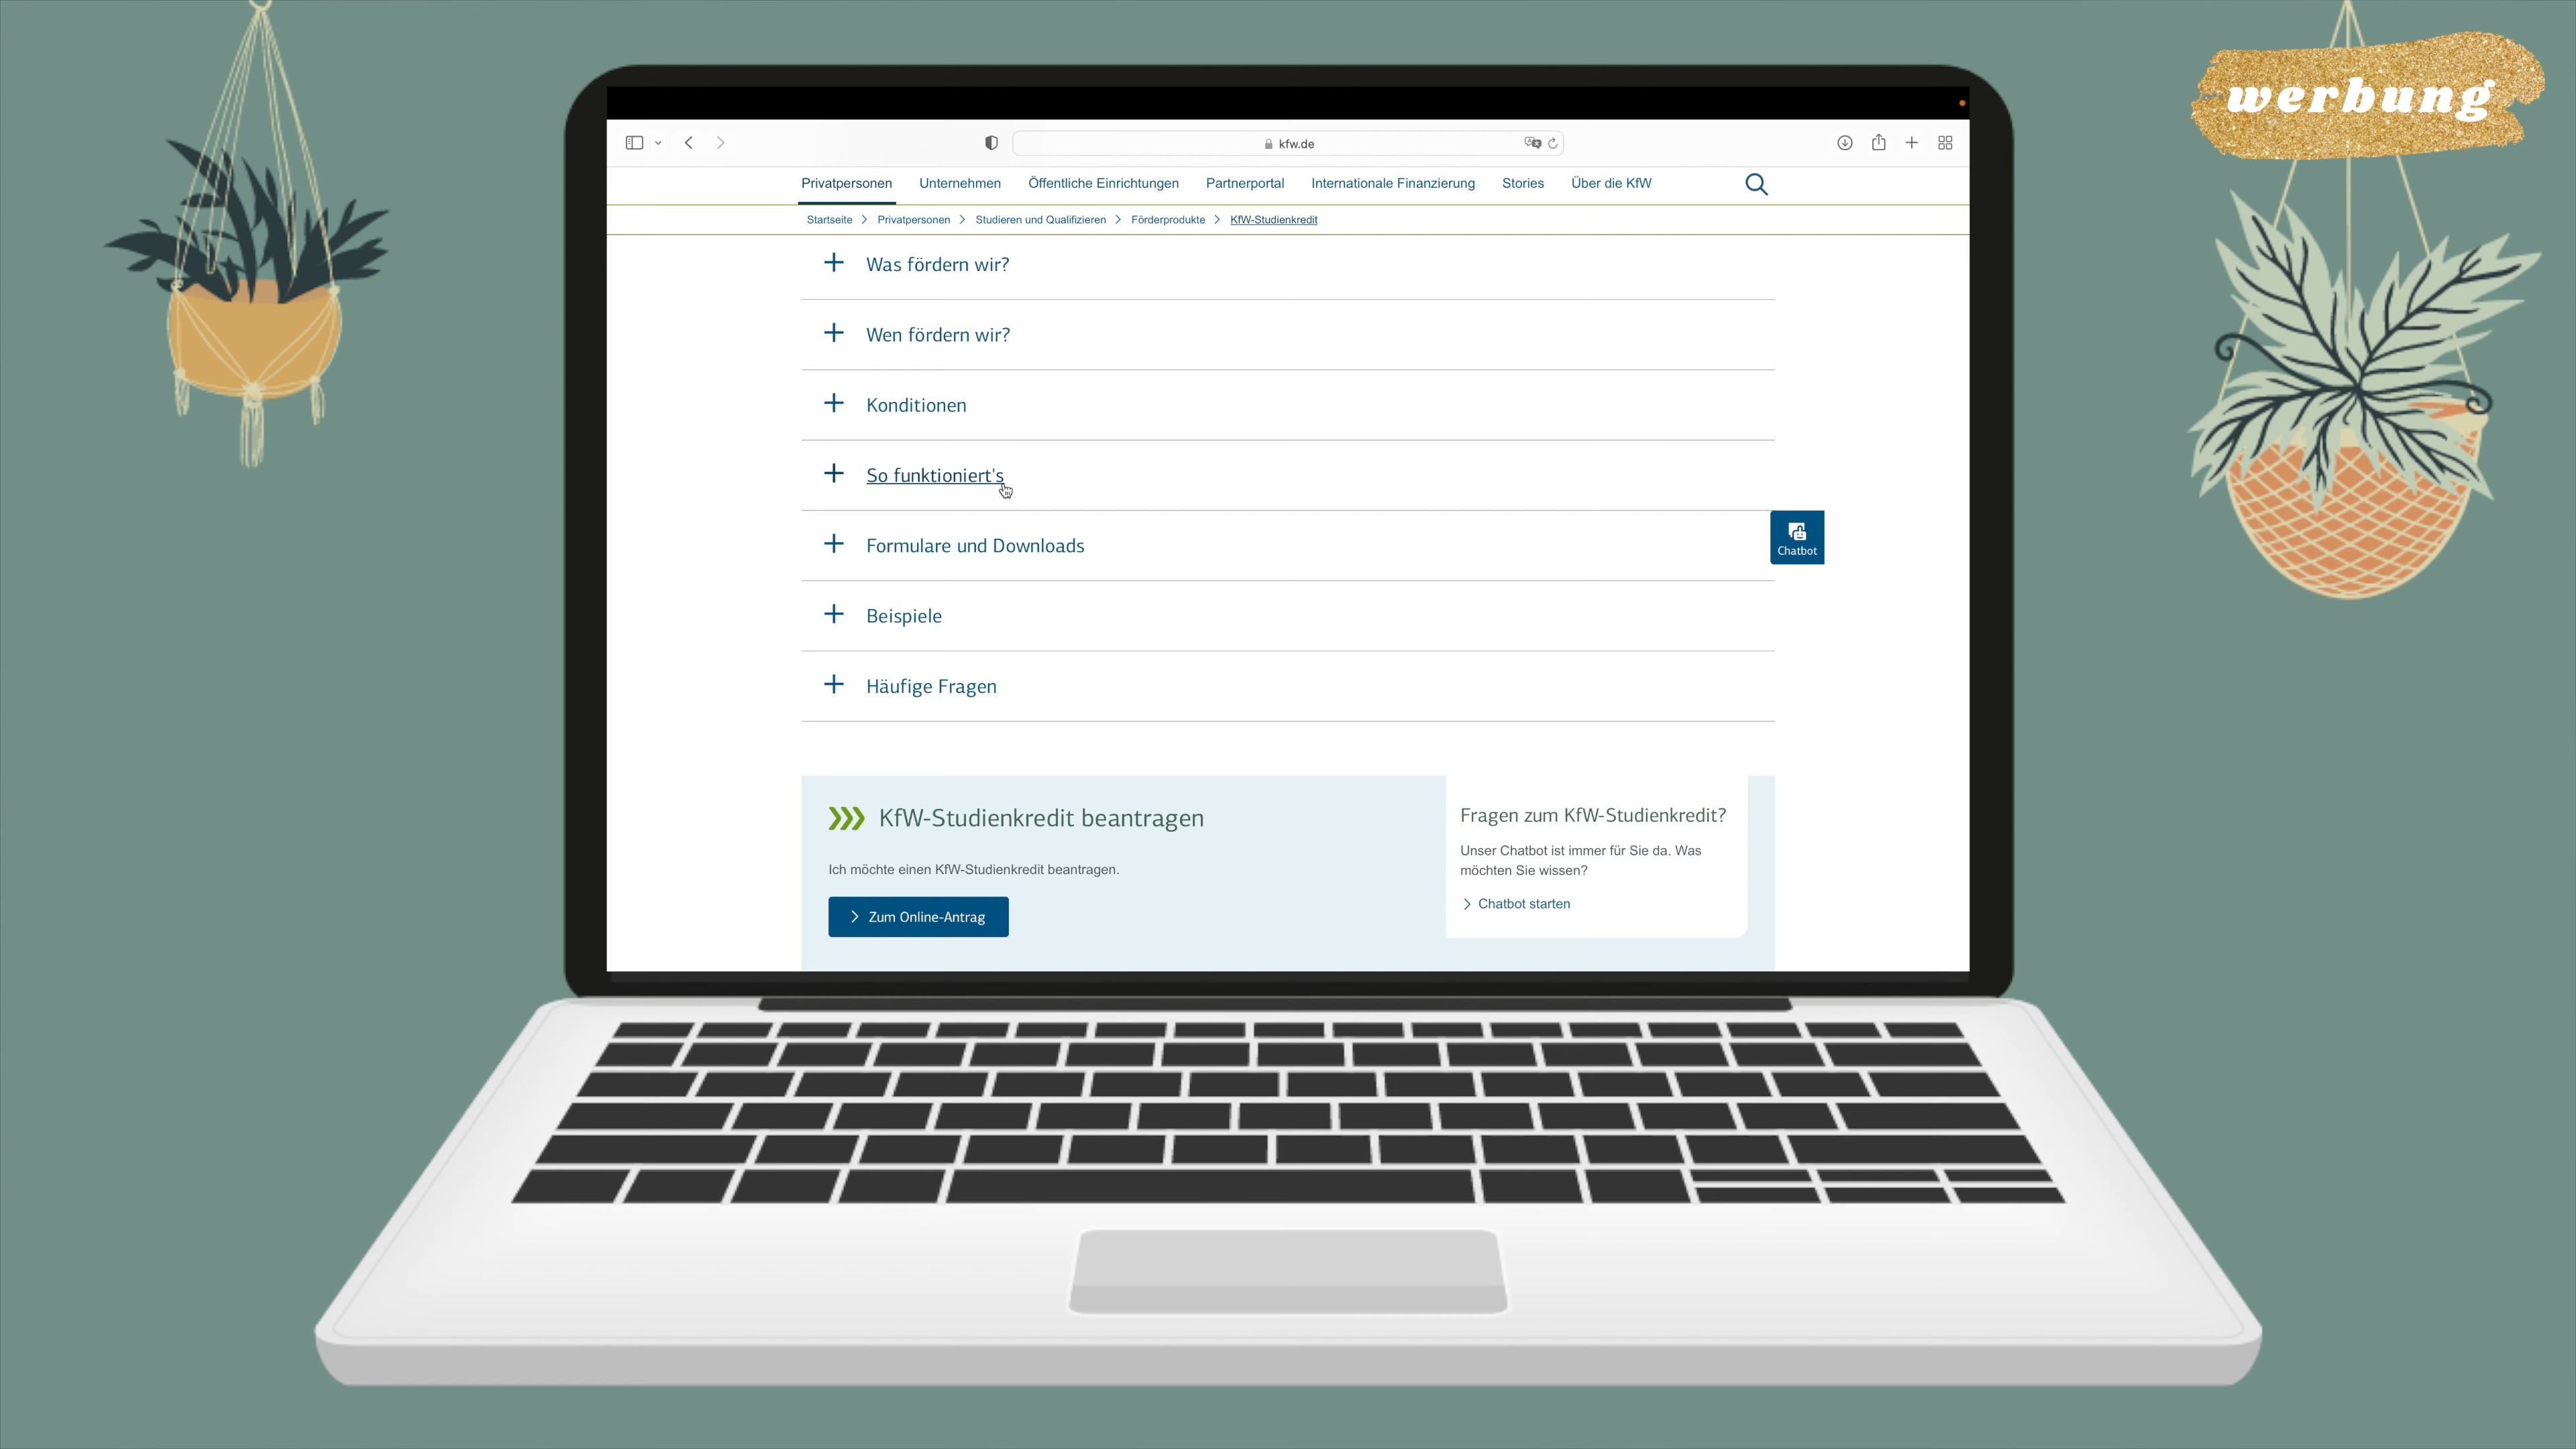 werbung
kfw.de
Privatpersonen Unternehmen Öffentliche Einrichtungen Partnerportal Internationale Finanzierung Stories Über die KfW
Startseite > Privatpersonen > Studieren und Qualifizieren > Förderprodukte > KfW-Studienkredit
Was fördern wir?
Wen fördern wir?
Konditionen
So funktioniert's
Formulare und Downloads
Chatbot
Beispiele
Häufige Fragen
KfW-Studienkredit beantragen
Ich möchte einen KfW-Studienkredit beantragen.
Zum Online-Antrag
Fragen zum KfW-Studienkredit?
Unser Chatbot ist immer für Sie da. Was
möchten Sie wissen?
Chatbot starten